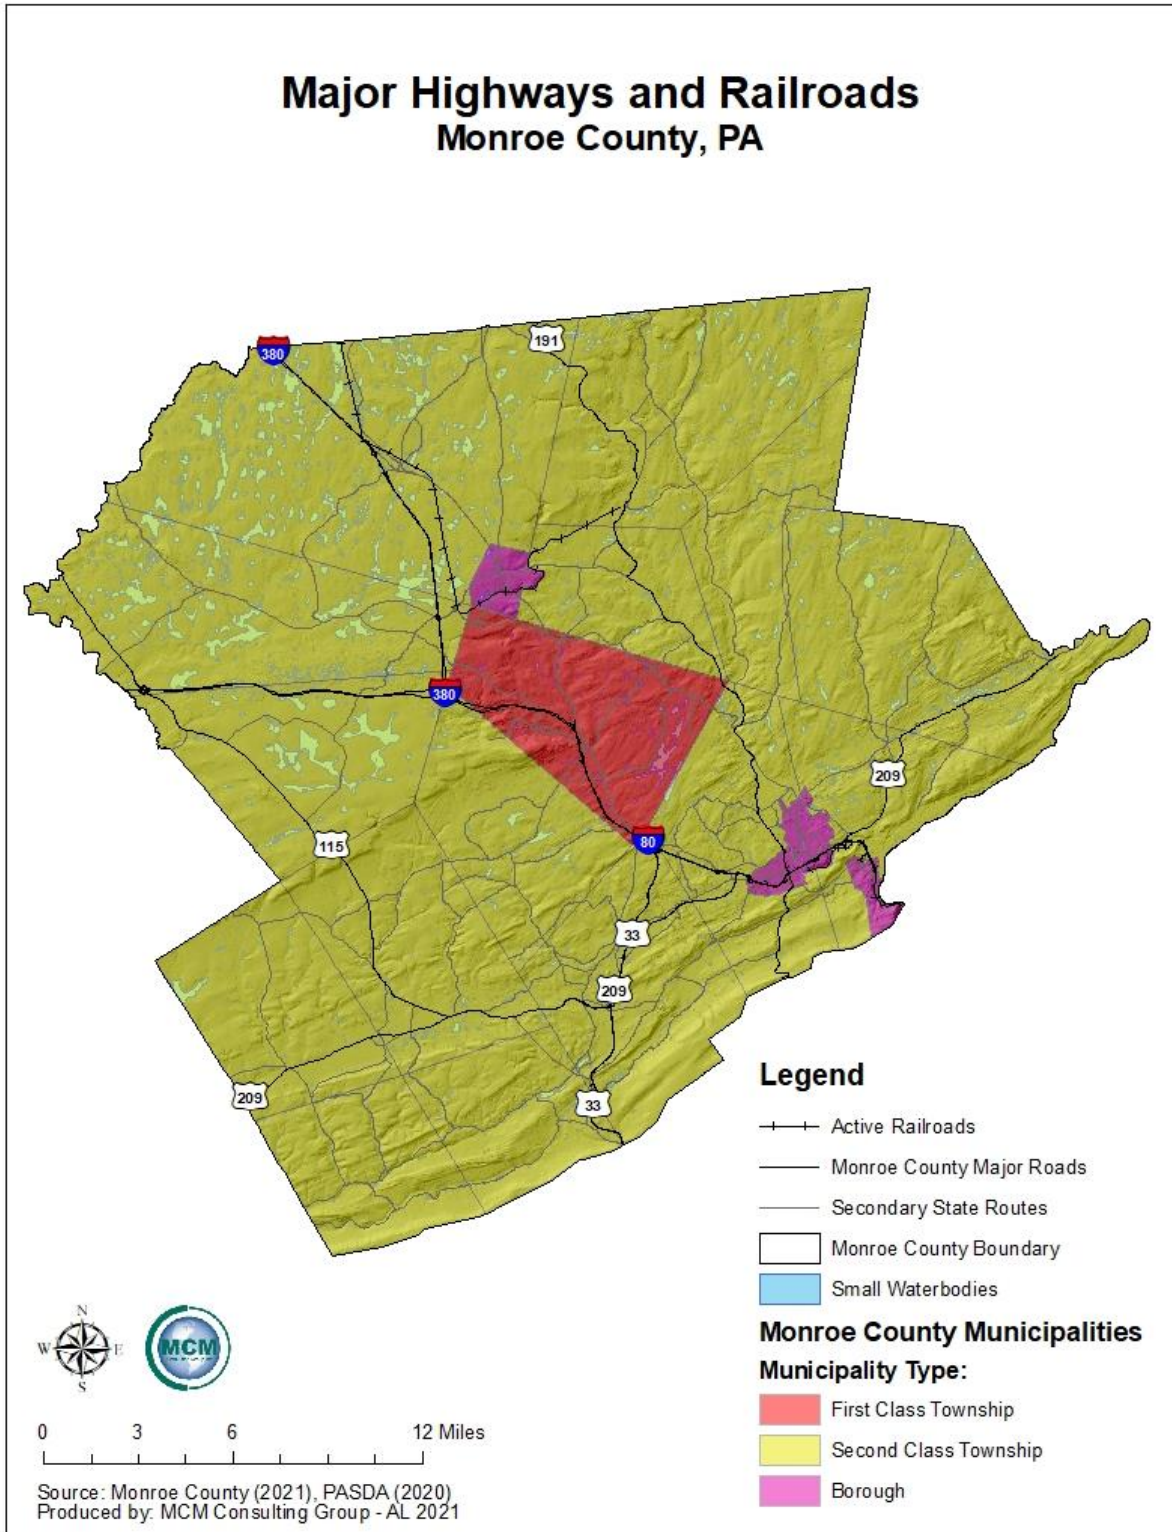 Major Highways and Railroads
Monroe County, PA
191
380
380
209
115
80
33
209
209
33
Legend
Active Railroads
Monroe County Major Roads
Secondary State Routes
Monroe County Boundary
Small Waterbodies
Monroe County Municipalities
Municipality Type:
First Class Township
Second Class Township
Borough
N
W E
S
MCM
0 3 6 12 Miles
Source: Monroe County (2021), PASDA (2020)
Produced by: MCM Consulting Group - AL 2021